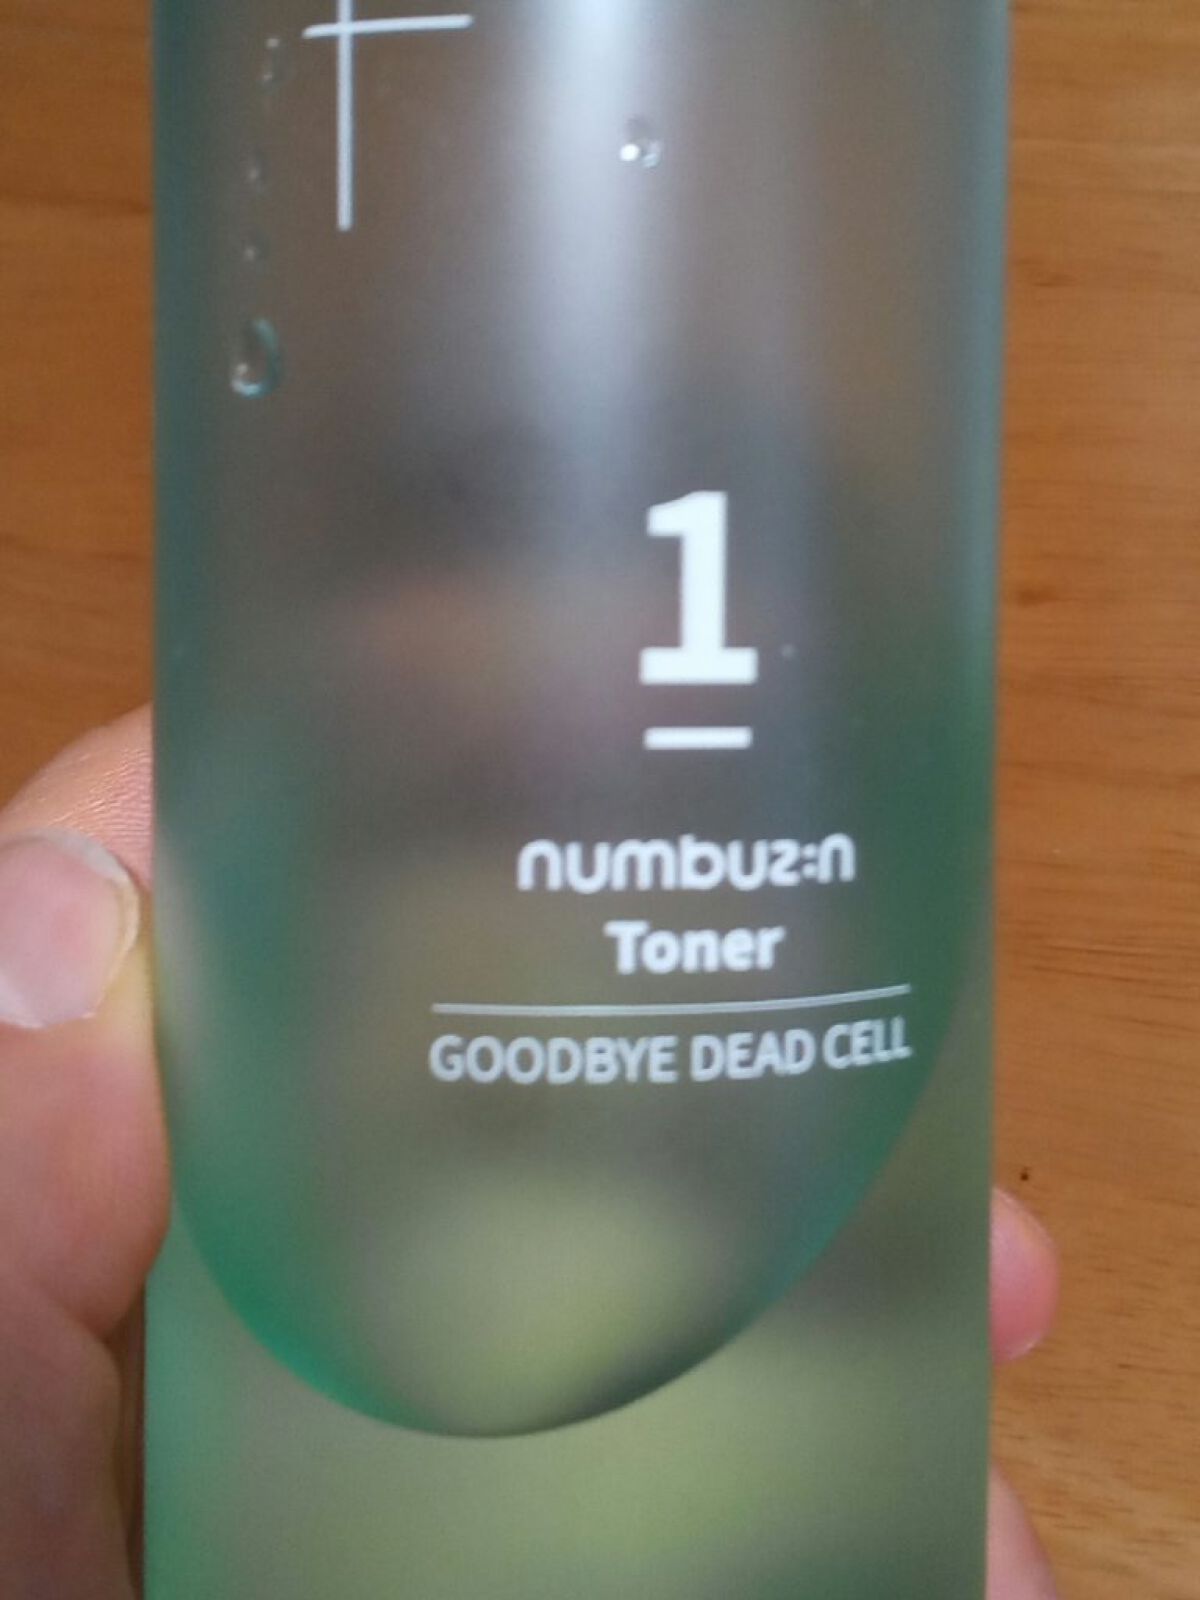 1
numbuz:n
Toner
GOODBYE DEAD CELL